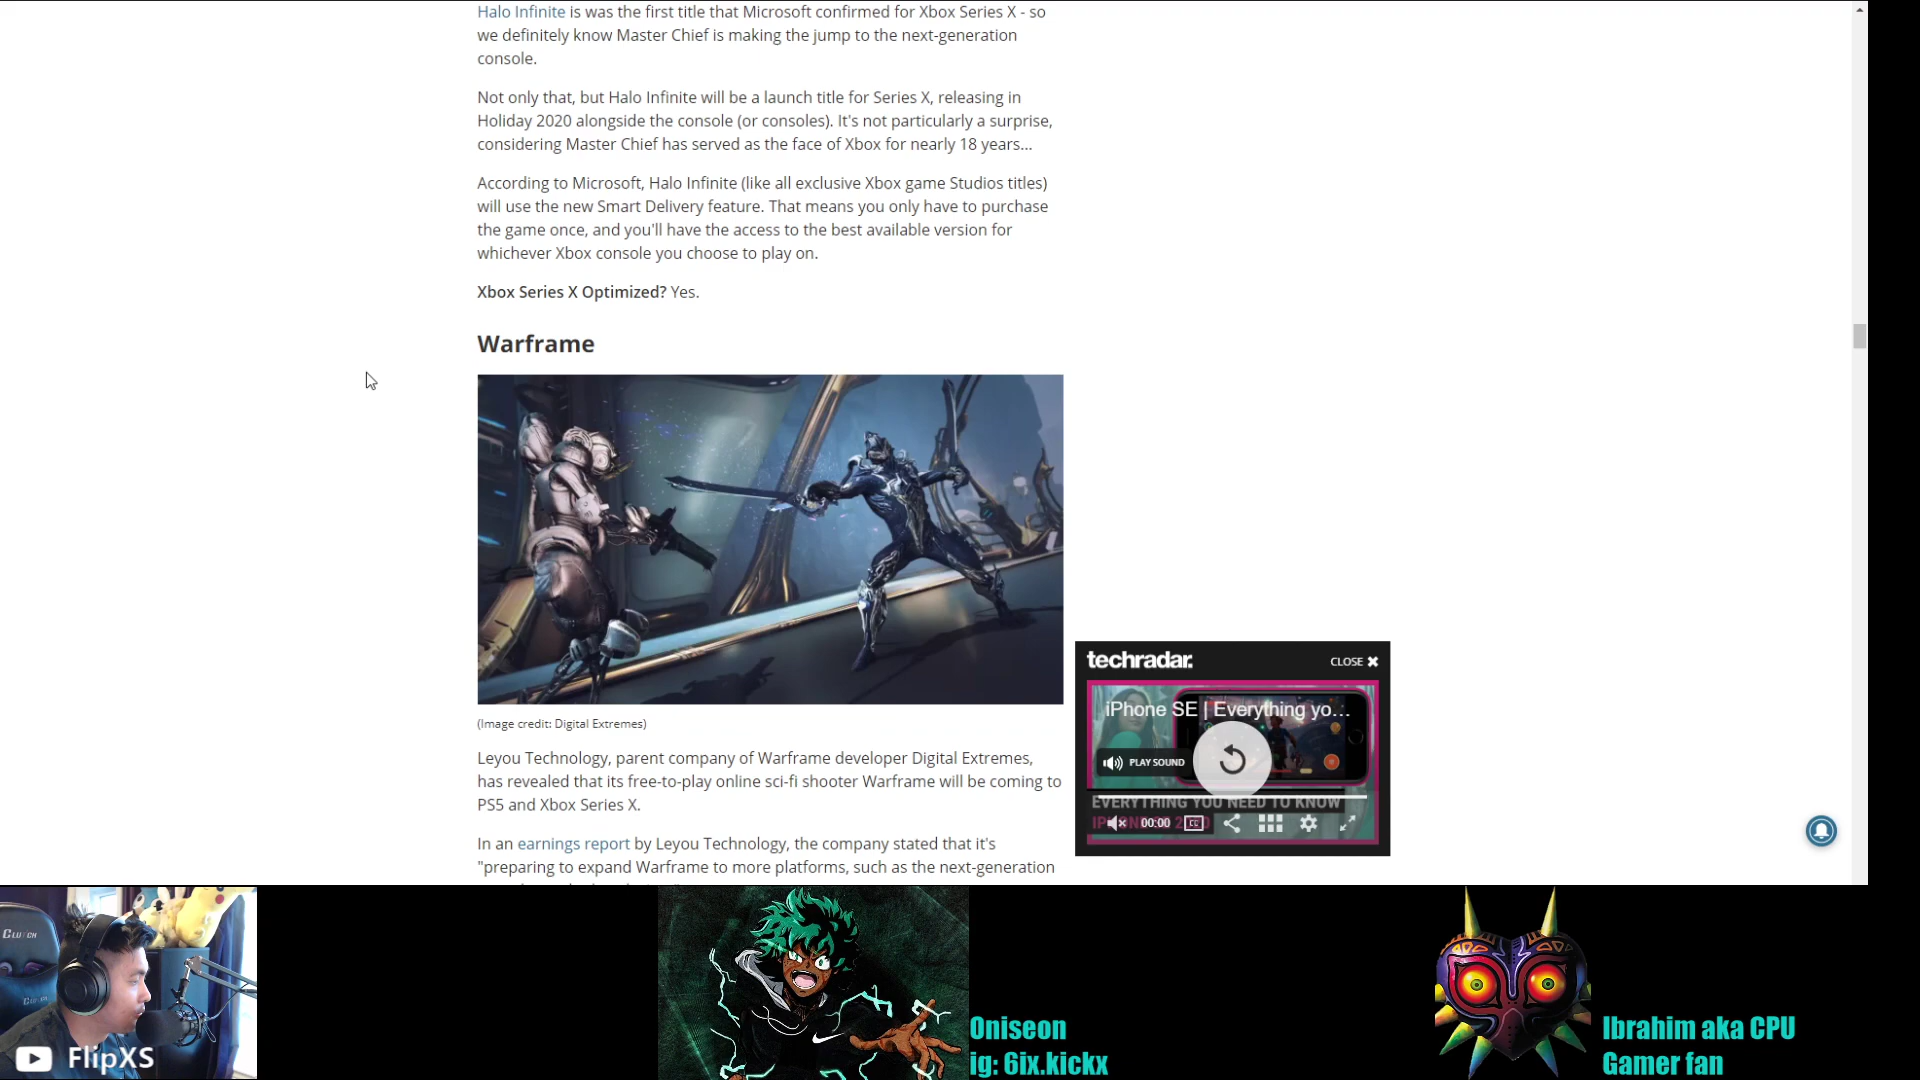 Halo Infinite is was the first title that Microsoft confirmed for Xbox Series X - so
we definitely know Master Chief is making the jump to the next-generation
console.
Not only that, but Halo Infinite will be a launch title for Series X, releasing in
Holiday 2020 alongside the console (or consoles). It's not particularly a surprise,
considering Master Chief has served as the face of Xbox for nearly 18 years...
According to Microsoft, Halo Infinite (like all exclusive Xbox game Studios titles)
will use the new Smart Delivery feature. That means you only have to purchase
the game once, and you'll have the access to the best available version for
whichever Xbox console you choose to play on.
Xbox Series X Optimized? Yes.
Warframe
(Image credit: Digital Extremes)
Leyou Technology, parent company of Warframe developer Digital Extremes,
has revealed that its free-to-play online sci-fi shooter Warframe will be coming to
PS5 and Xbox Series X.
In an earnings report by Leyou Technology, the company stated that it's
"preparing to expand Warframe to more platforms, such as the next-generation
techradar.
CLOSE
iPhone SE | Everything yo...
PLAY SOUND
EVERYTHING YOU NEED TO KNOW
00:00
CC
CLUTCH
FlipXS
Oniseon
ig: 6ix.kickx
Ibrahim aka CPU
Gamer fan